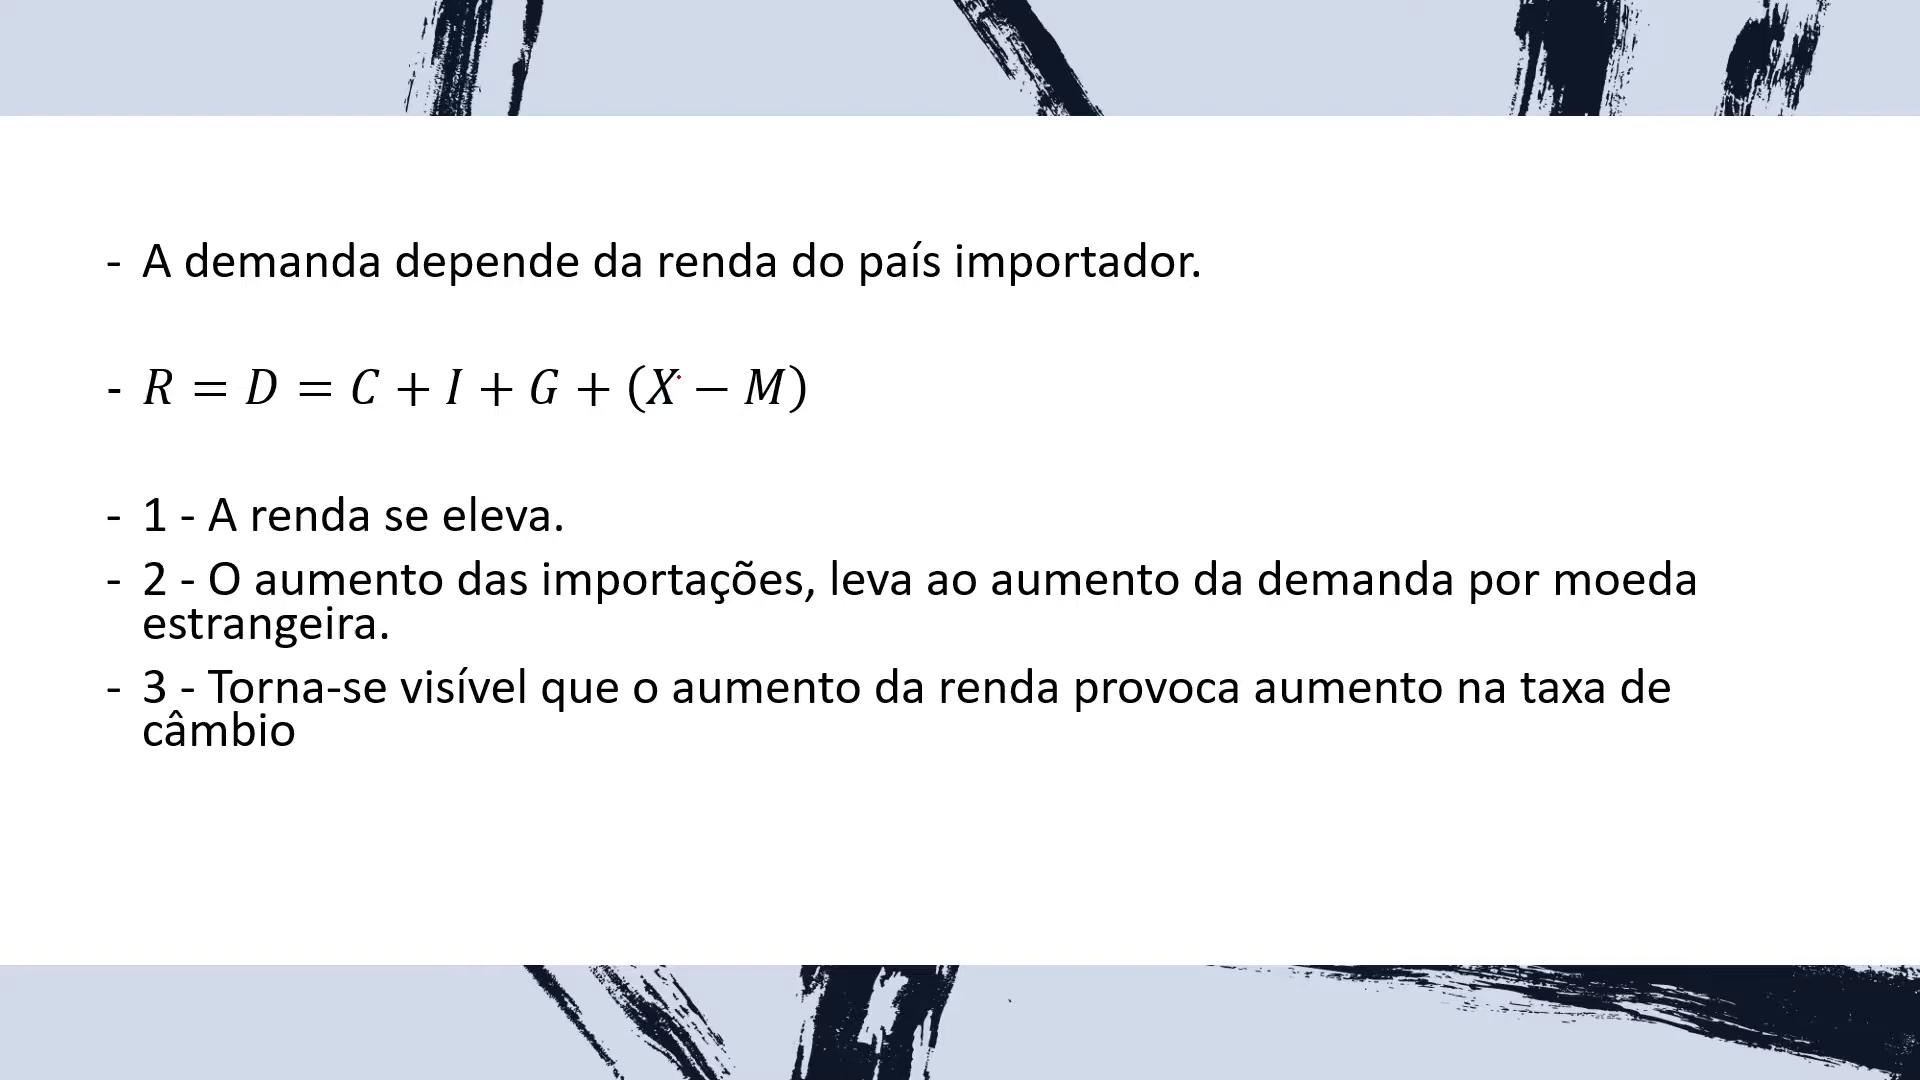 - A demanda depende da renda do país importador.
- R = D = C + I + G + (X − M)
- 1 - A renda se eleva.
- 2 - O aumento das importações, leva ao aumento da demanda por moeda
estrangeira.
- 3 - Torna-se visível que o aumento da renda provoca aumento na taxa de
câmbio